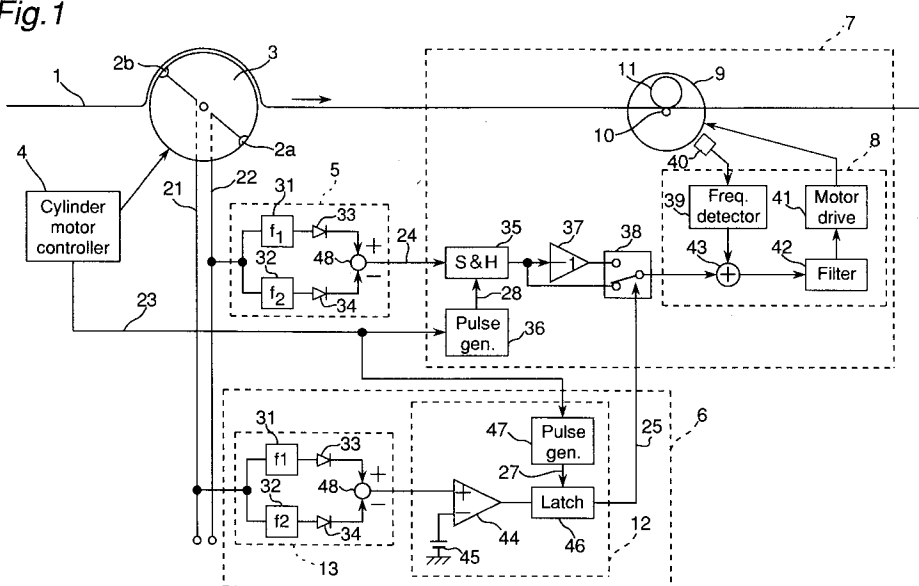 Fig.1
7
2b
3
11
9
1
10
2a
40
8
4
Cylinder
motor
controller
21
22
5
31
f1
33
+
32
48
f2
−
34
24
35
S & H
28
Pulse
gen.
36
37
−1
38
39
Freq.
detector
41
Motor
drive
43
+
42
Filter
23
25
6
31
f1
33
+
32
48
f2
−
34
13
47
Pulse
gen.
27
+
−
44
45
Latch
46
12